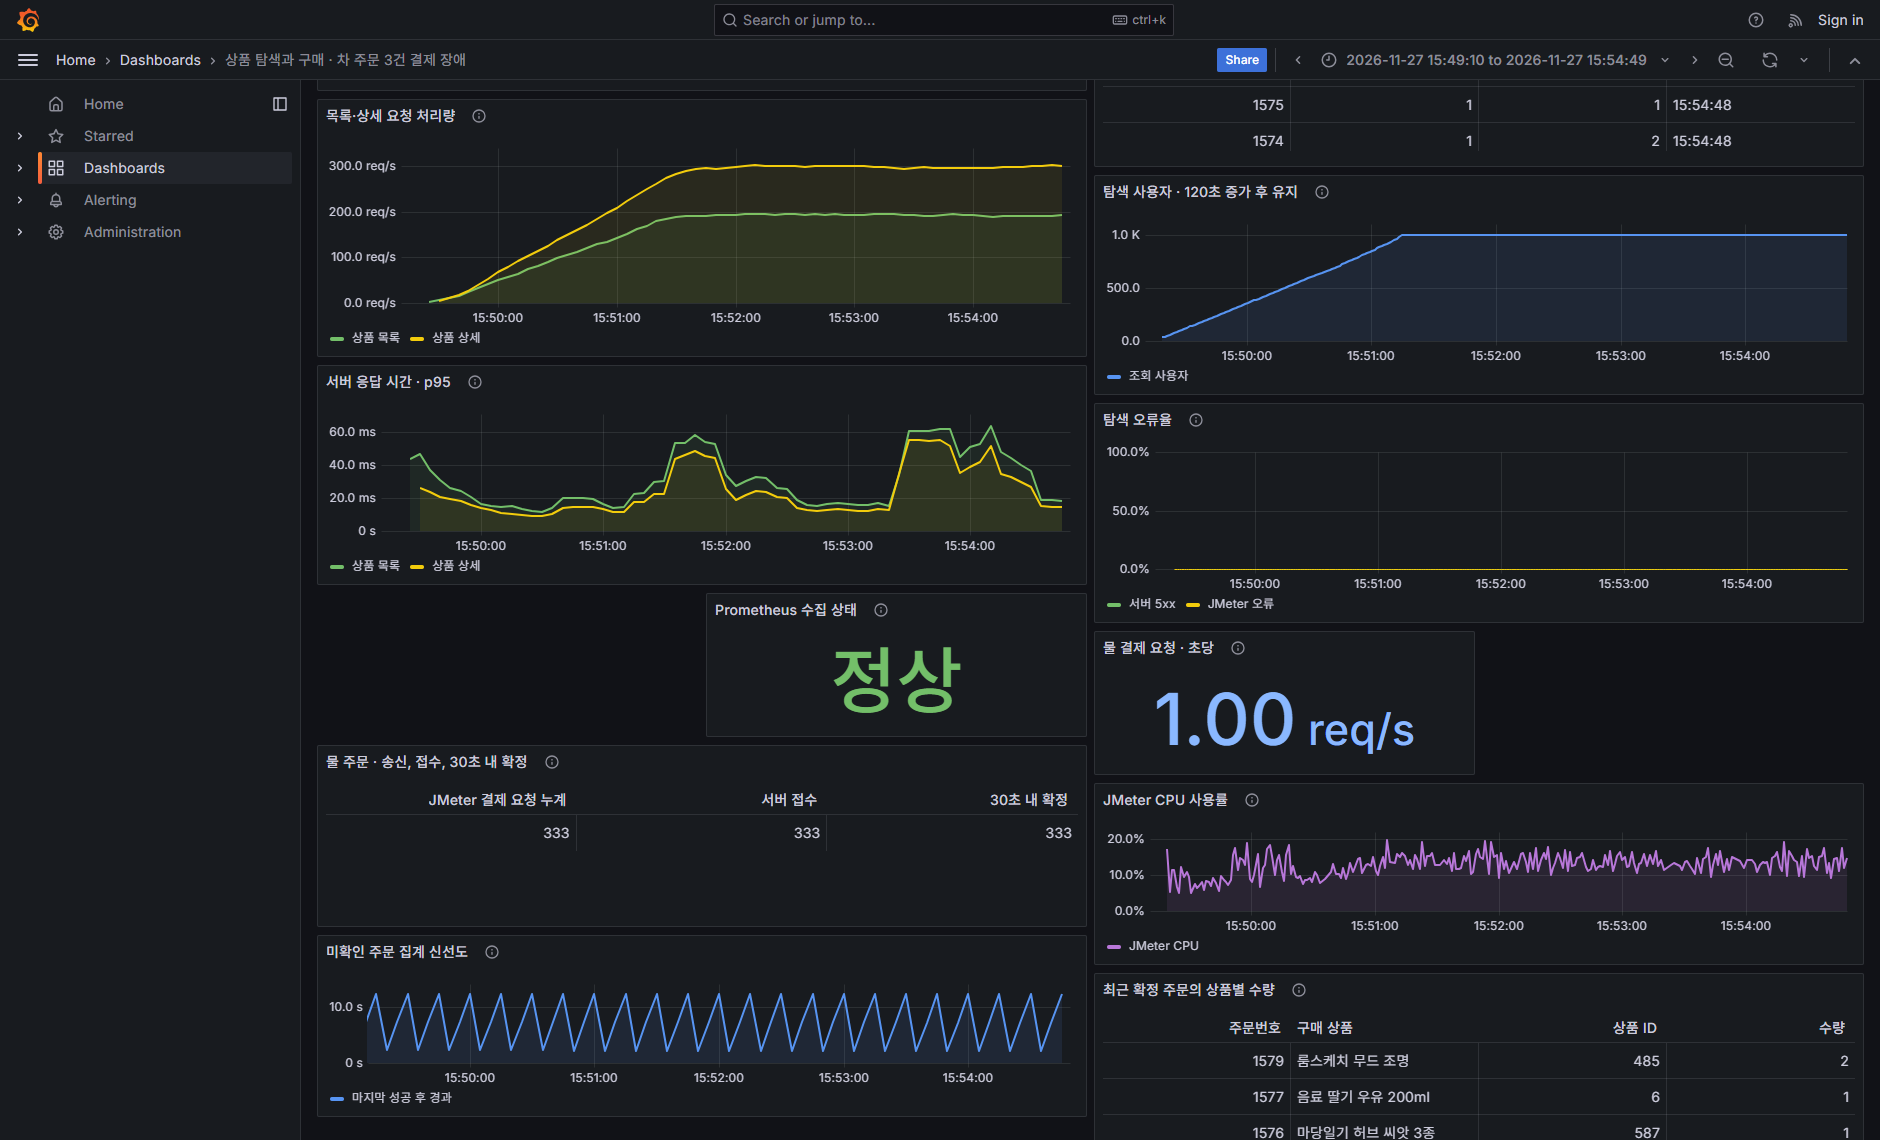 Search or jump to...
ctrl+k
Sign in
Home › Dashboards › 상품 탐색과 구매 · 차 주문 3건 결제 장애
Share
2026-11-27 15:49:10 to 2026-11-27 15:54:49
Home
Starred
Dashboards
Alerting
Administration
목록·상세 요청 처리량
300.0 req/s
200.0 req/s
100.0 req/s
0.0 req/s
15:50:00 15:51:00 15:52:00 15:53:00 15:54:00
상품 목록 상품 상세
서버 응답 시간 · p95
60.0 ms
40.0 ms
20.0 ms
0 s
15:50:00 15:51:00 15:52:00 15:53:00 15:54:00
상품 목록 상품 상세
Prometheus 수집 상태
정상
물 주문 · 송신, 접수, 30초 내 확정
JMeter 결제 요청 누계 서버 접수 30초 내 확정
333 333 333
미확인 주문 집계 신선도
10.0 s
0 s
15:50:00 15:51:00 15:52:00 15:53:00 15:54:00
마지막 성공 후 경과
1575 1 1 15:54:48
1574 1 2 15:54:48
탐색 사용자 · 120초 증가 후 유지
1.0 K
500.0
0.0
15:50:00 15:51:00 15:52:00 15:53:00 15:54:00
조회 사용자
탐색 오류율
100.0%
50.0%
0.0%
15:50:00 15:51:00 15:52:00 15:53:00 15:54:00
서버 5xx JMeter 오류
물 결제 요청 · 초당
1.00 req/s
JMeter CPU 사용률
20.0%
10.0%
0.0%
15:50:00 15:51:00 15:52:00 15:53:00 15:54:00
JMeter CPU
최근 확정 주문의 상품별 수량
주문번호 구매 상품 상품 ID 수량
1579 룸스케치 무드 조명 485 2
1577 음료 딸기 우유 200ml 6 1
1576 마당일기 허브 씨앗 3종 587 1